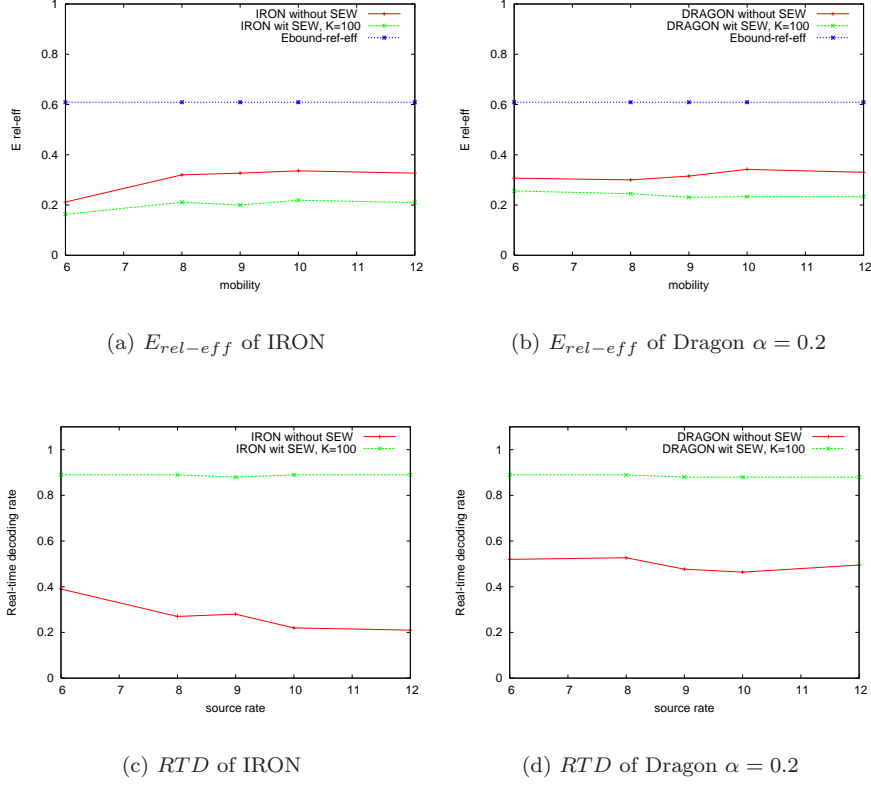 IRON without SEW
IRON wit SEW, K=100
Ebound-ref-eff
1
0.8
0.6
0.4
0.2
0
E rel-eff
6 7 8 9 10 11 12
mobility
(a) E_{rel-eff} of IRON
DRAGON without SEW
DRAGON wit SEW, K=100
Ebound-ref-eff
1
0.8
0.6
0.4
0.2
0
E rel-eff
6 7 8 9 10 11 12
mobility
(b) E_{rel-eff} of Dragon α = 0.2
IRON without SEW
IRON wit SEW, K=100
1
0.8
0.6
0.4
0.2
0
Real-time decoding rate
6 7 8 9 10 11 12
source rate
(c) RTD of IRON
DRAGON without SEW
DRAGON wit SEW, K=100
1
0.8
0.6
0.4
0.2
0
Real-time decoding rate
6 7 8 9 10 11 12
source rate
(d) RTD of Dragon α = 0.2